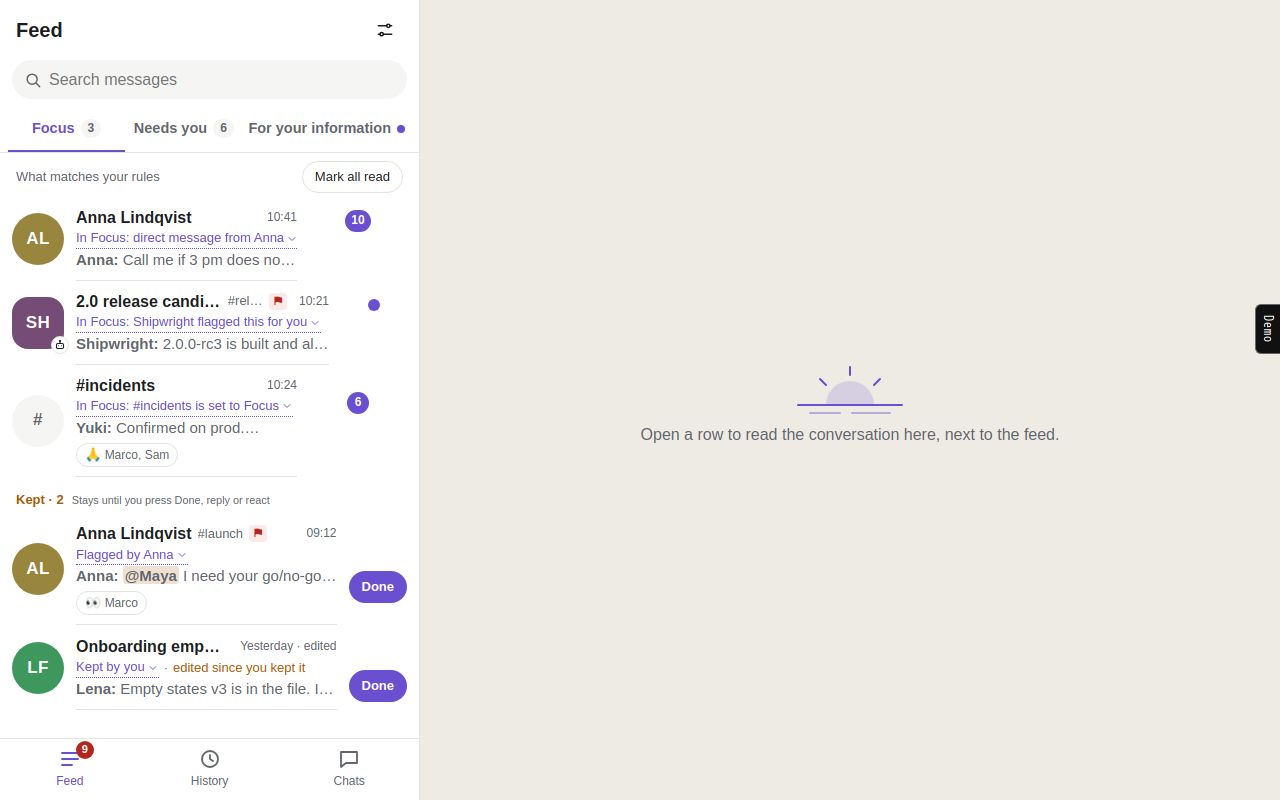 Feed
Search messages
Focus 3 Needs you 6 For your information
What matches your rules Mark all read
AL Anna Lindqvist 10:41 10
In Focus: direct message from Anna
Anna: Call me if 3 pm does no…
SH 2.0 release candi… #rel… 10:21
In Focus: Shipwright flagged this for you
Shipwright: 2.0.0-rc3 is built and al…
# #incidents 10:24 6
In Focus: #incidents is set to Focus
Yuki: Confirmed on prod.…
🙏 Marco, Sam
Kept · 2 Stays until you press Done, reply or react
AL Anna Lindqvist #launch 09:12
Flagged by Anna
Anna: @Maya I need your go/no-go… Done
👀 Marco
LF Onboarding emp… Yesterday · edited
Kept by you · edited since you kept it
Lena: Empty states v3 is in the file. I… Done
9
Feed History Chats
Open a row to read the conversation here, next to the feed.
Demo